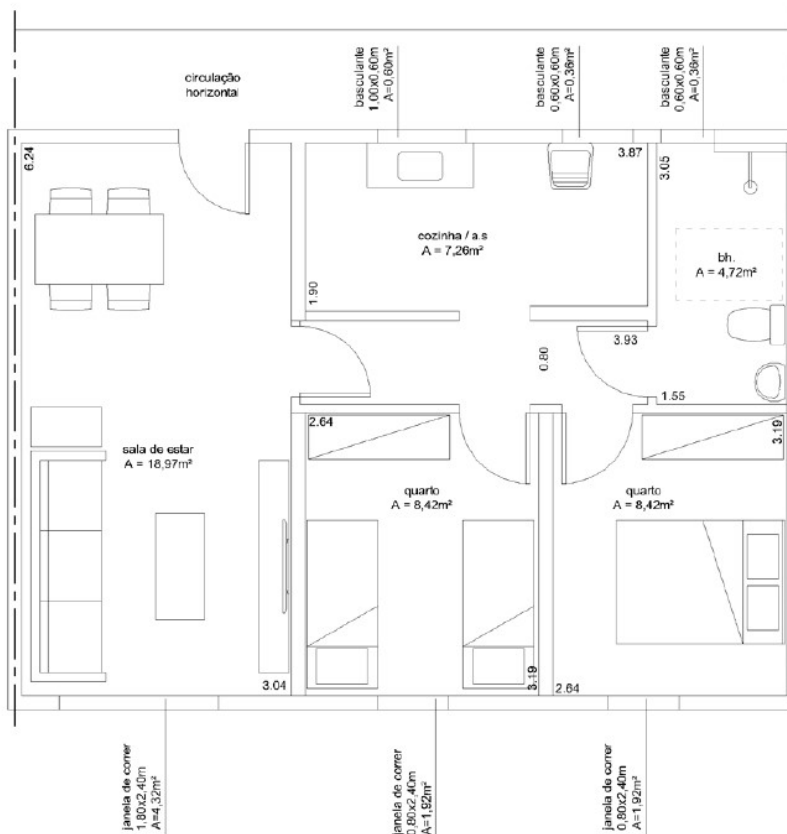 circulação
horizontal
basculante
1,00x0,60m
A=0,60m²
basculante
0,60x0,60m
A=0,36m²
basculante
0,60x0,60m
A=0,36m²
6.24
3.87
3.05
cozinha / a.s
A = 7,26m²
bh.
A = 4,72m²
1.90
0.80
3.93
1.55
2.64
3.19
sala de estar
A = 18,97m²
quarto
A = 8,42m²
quarto
A = 8,42m²
3.04
3.19
2.64
janela de correr
1,80x2,40m
A=4,32m²
janela de correr
0,80x2,40m
A=1,92m²
janela de correr
0,80x2,40m
A=1,92m²